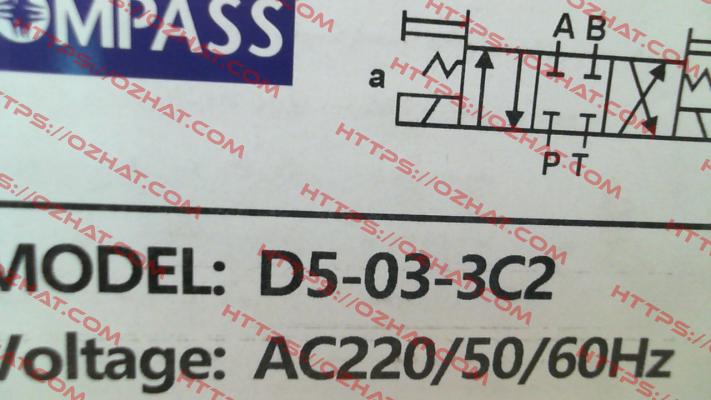 OMPASS
A B
a
P T
MODEL: D5-03-3C2
Voltage: AC220/50/60Hz
HTTPS://OZHAT.COM